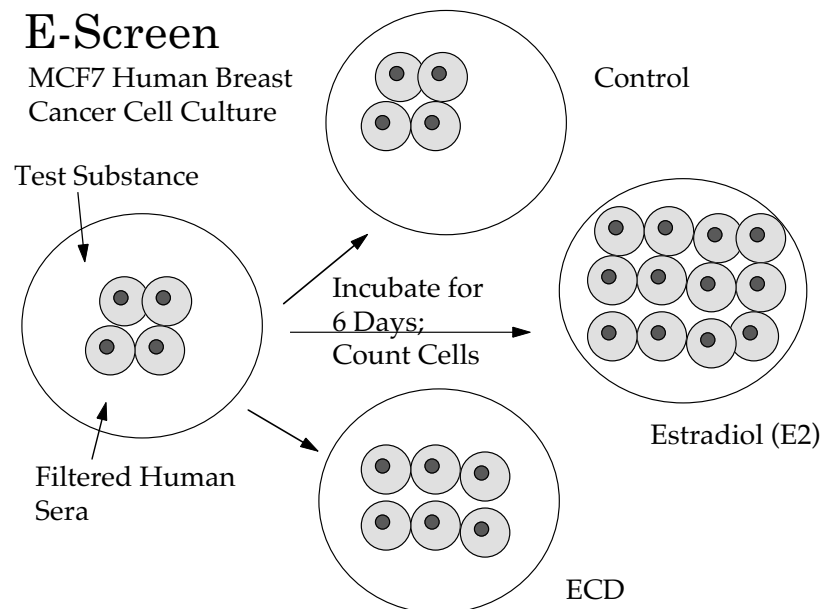 E-Screen
MCF7 Human Breast
Cancer Cell Culture
Control
Test Substance
Incubate for
6 Days;
Count Cells
Estradiol (E2)
Filtered Human
Sera
ECD